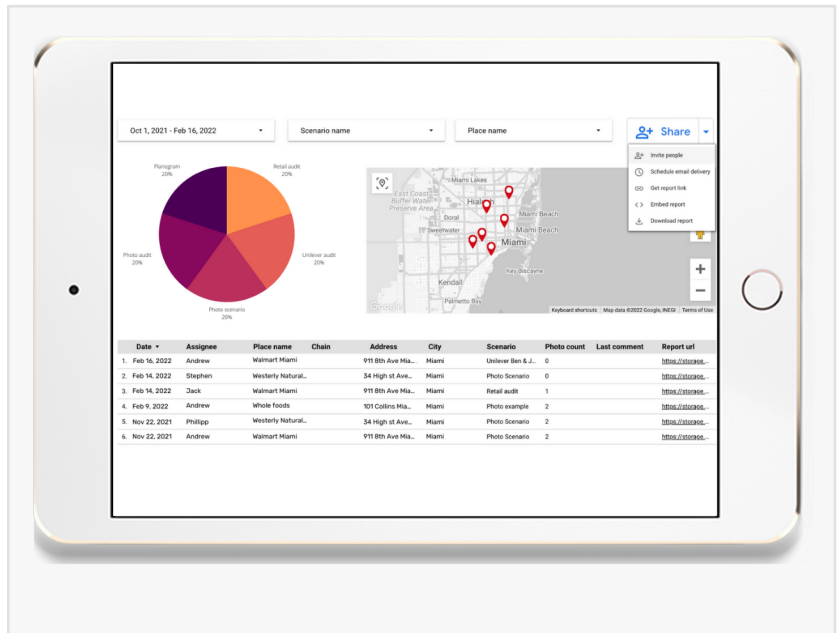 Oct 1, 2021 - Feb 16, 2022
Scenario name
Place name
Share
Invite people
Schedule email delivery
Get report link
Embed report
Download report
Planogram
20%
Retail audit
20%
Photo audit
20%
Unilever audit
20%
Photo scenario
20%
Miami Lakes
East Coast
Buffer Water
Preserve
Area
Hialeah
Doral
Miami Beach
Sweetwater
Miami Beach
Miami
Key Biscayne
Kendall
Palmetto Bay
Google
Keyboard shortcuts Map data ©2022 Google, INEGI Terms of Use
Date Assignee Place name Chain Address City Scenario Photo count Last comment Report url
1. Feb 16, 2022 Andrew Walmart Miami 911 8th Ave Mia... Miami Unilever Ben & J... 0 https://storage...
2. Feb 14, 2022 Stephen Westerly Natural... 34 High st Ave... Miami Photo Scenario 0 https://storage...
3. Feb 14, 2022 Jack Walmart Miami 911 8th Ave Mia... Miami Retail audit 1 https://storage...
4. Feb 9, 2022 Andrew Whole foods 101 Collins Mia... Miami Photo example 2 https://storage...
5. Nov 22, 2021 Phillipp Westerly Natural... 34 High st Ave... Miami Photo Scenario 2 https://storage...
6. Nov 22, 2021 Andrew Walmart Miami 911 8th Ave Mia... Miami Photo Scenario 2 https://storage...